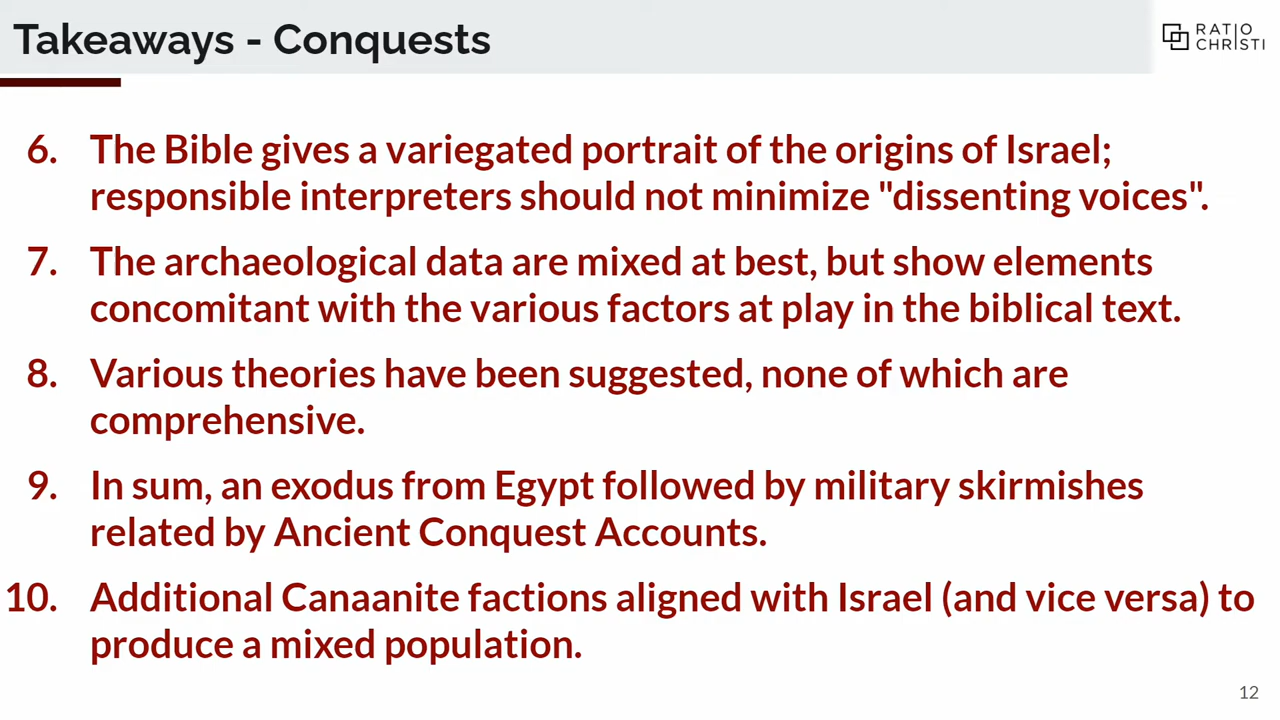 Takeaways - Conquests
RATIO
CHRISTI
6. The Bible gives a variegated portrait of the origins of Israel;
responsible interpreters should not minimize "dissenting voices".
7. The archaeological data are mixed at best, but show elements
concomitant with the various factors at play in the biblical text.
8. Various theories have been suggested, none of which are
comprehensive.
9. In sum, an exodus from Egypt followed by military skirmishes
related by Ancient Conquest Accounts.
10. Additional Canaanite factions aligned with Israel (and vice versa) to
produce a mixed population.
12